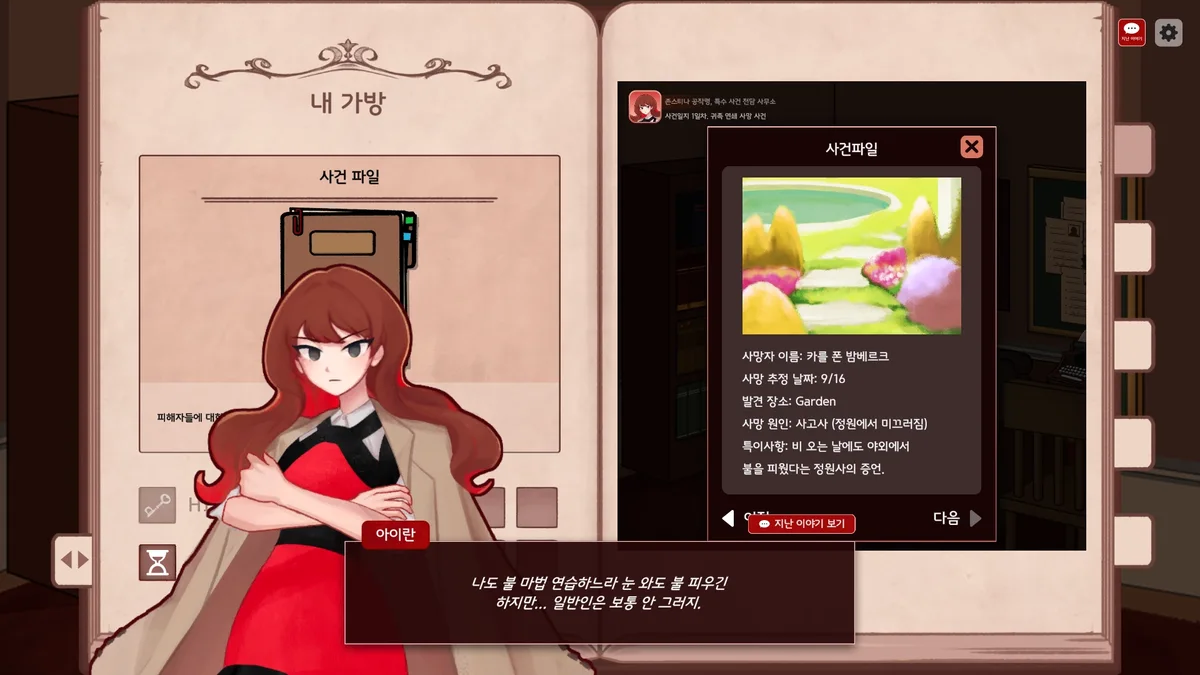 내 가방
사건 파일
피해자들에 대한
지난 이야기
존스티나 공작령, 특수 사건 전담 사무소
사건일지 1일차. 귀족 연쇄 사망 사건
사건파일
사망자 이름: 카를 폰 밤베르크
사망 추정 날짜: 9/16
발견 장소: Garden
사망 원인: 사고사 (정원에서 미끄러짐)
특이사항: 비 오는 날에도 야외에서
불을 피웠다는 정원사의 증언.
다음
지난 이야기 보기
아이란
나도 불 마법 연습하느라 눈 와도 불 피우긴
하지만... 일반인은 보통 안 그러지.